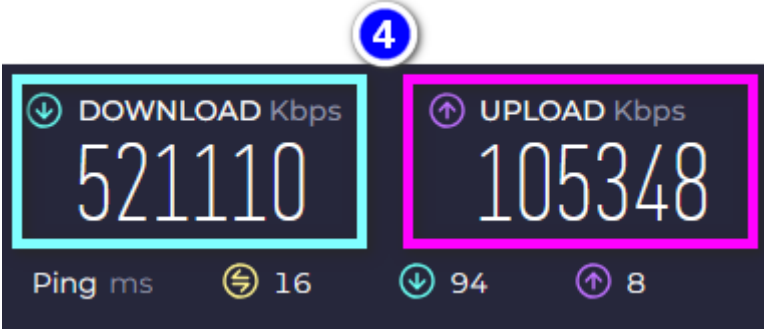 4
DOWNLOAD Kbps
521110
UPLOAD Kbps
105348
Ping ms 16 94 8